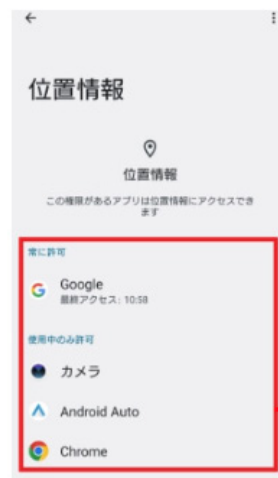 位置情報
位置情報
この権限があるアプリは位置情報にアクセスでき
ます
常に許可
Google
最終アクセス: 10:58
使用中のみ許可
カメラ
Android Auto
Chrome